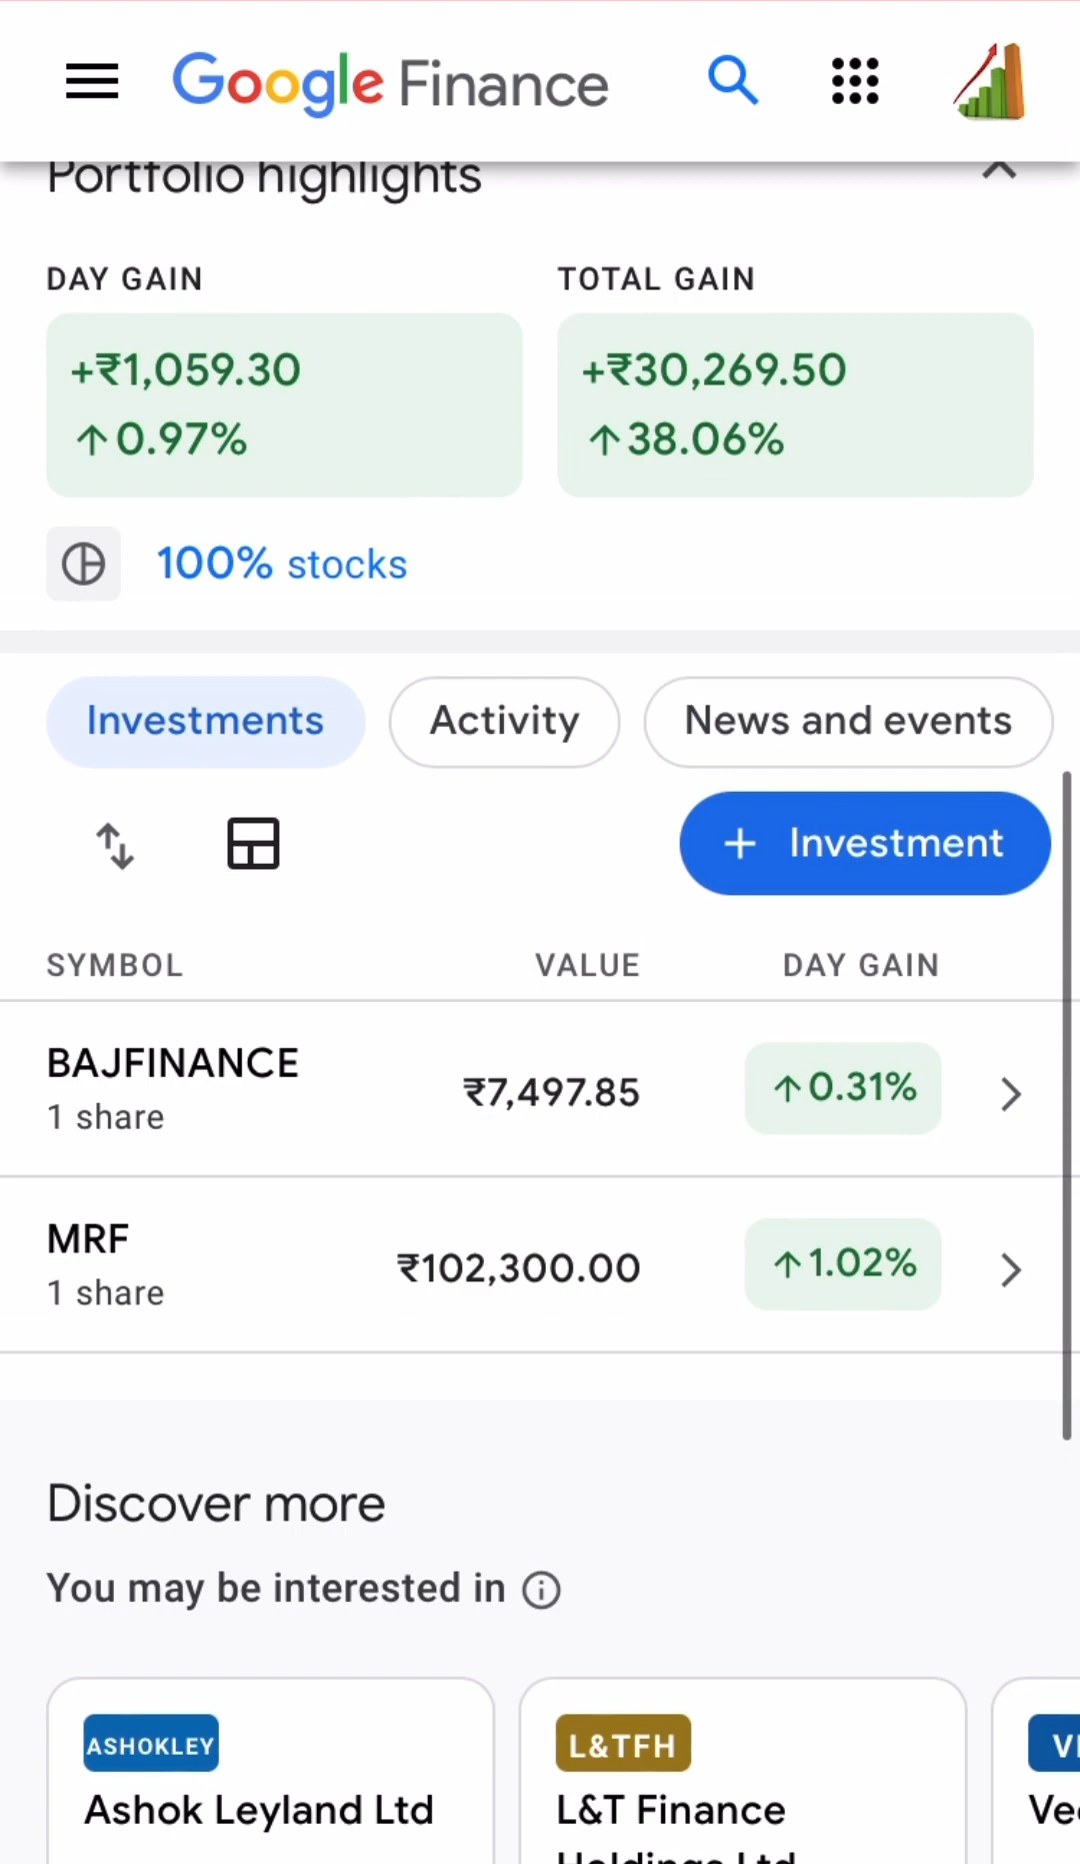 Google Finance
Portfolio highlights
DAY GAIN
+₹1,059.30
↑0.97%
TOTAL GAIN
+₹30,269.50
↑38.06%
100% stocks
Investments
Activity
News and events
+ Investment
SYMBOL VALUE DAY GAIN
BAJFINANCE ₹7,497.85 ↑0.31%
1 share
MRF ₹102,300.00 ↑1.02%
1 share
Discover more
You may be interested in
ASHOKLEY
Ashok Leyland Ltd
L&TFH
L&T Finance
Holdings Ltd